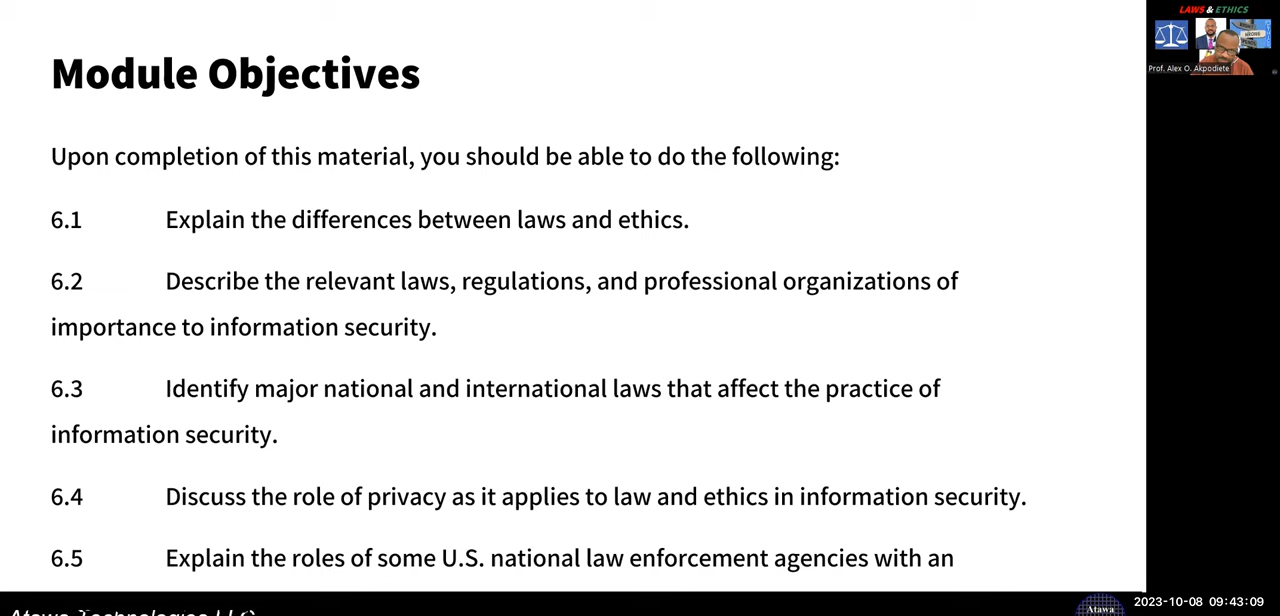 Module Objectives
Upon completion of this material, you should be able to do the following:
6.1 Explain the differences between laws and ethics.
6.2 Describe the relevant laws, regulations, and professional organizations of
importance to information security.
6.3 Identify major national and international laws that affect the practice of
information security.
6.4 Discuss the role of privacy as it applies to law and ethics in information security.
6.5 Explain the roles of some U.S. national law enforcement agencies with an
LAWS & ETHICS
Prof. Alex O. Akpodiete
Atawa Technologies LLC
Atawa
2023-10-08 09:43:09